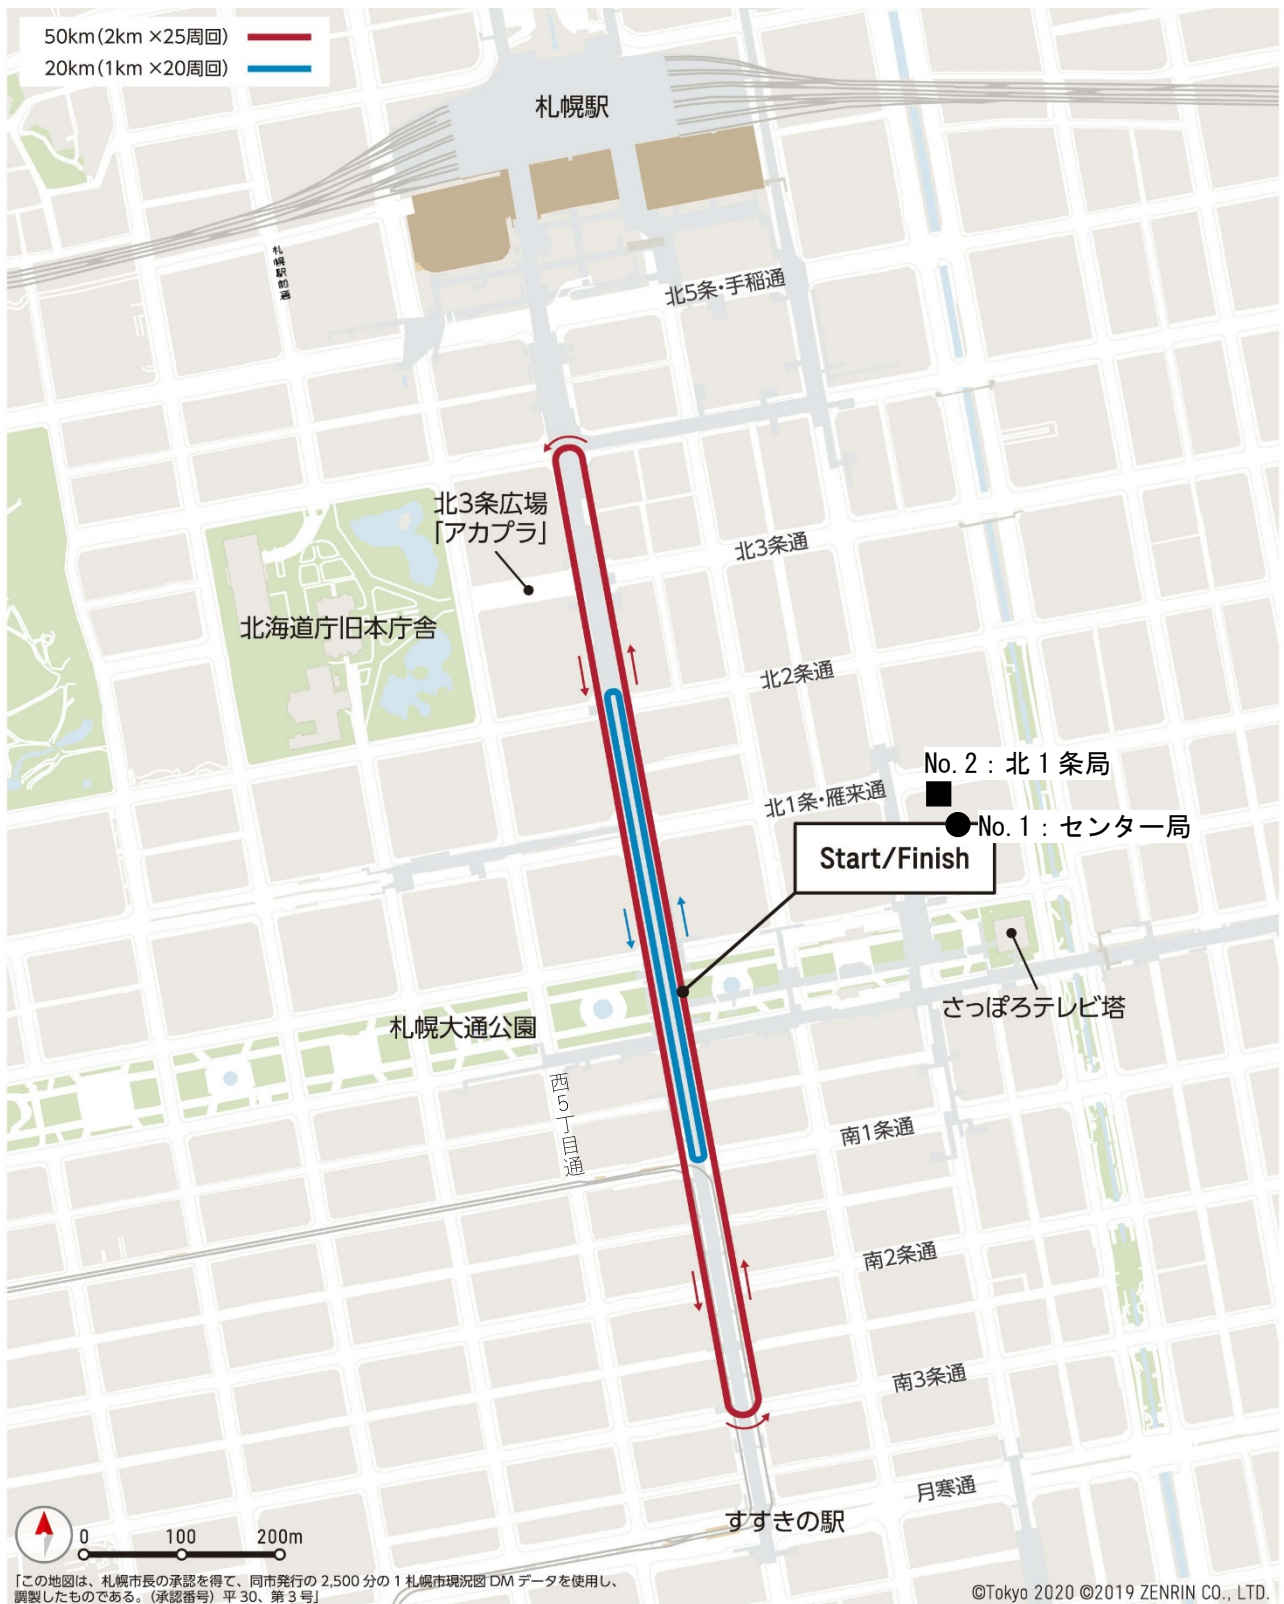 50km(2km ×25周回)
20km(1km ×20周回)
札幌駅
札幌駅前通
北5条・手稲通
北3条広場
「アカプラ」
北3条通
北海道庁旧本庁舎
北2条通
No.2：北1条局
北1条・雁来通
No.1：センター局
Start/Finish
さっぽろテレビ塔
札幌大通公園
西5丁目通
南1条通
南2条通
南3条通
月寒通
すすきの駅
0 100 200m
「この地図は、札幌市長の承認を得て、同市発行の 2,500 分の 1 札幌市現況図 DM データを使用し、
調製したものである。（承認番号）平 30、第 3 号」
©Tokyo 2020 ©2019 ZENRIN CO., LTD.